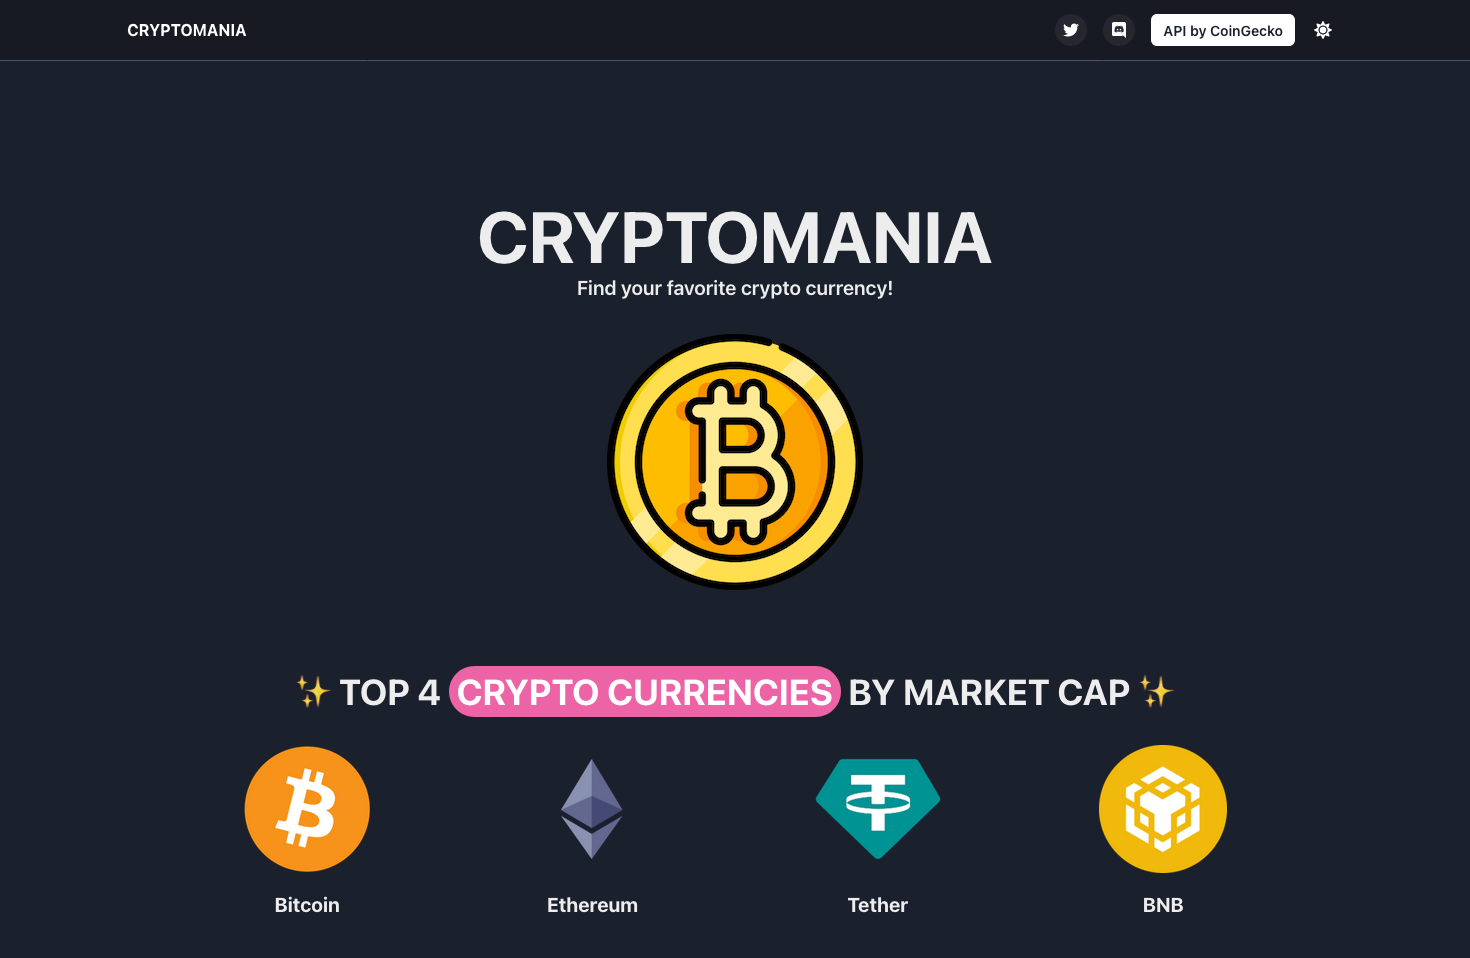 CRYPTOMANIA
API by CoinGecko
CRYPTOMANIA
Find your favorite crypto currency!
✨ TOP 4 CRYPTO CURRENCIES BY MARKET CAP ✨
Bitcoin
Ethereum
Tether
BNB